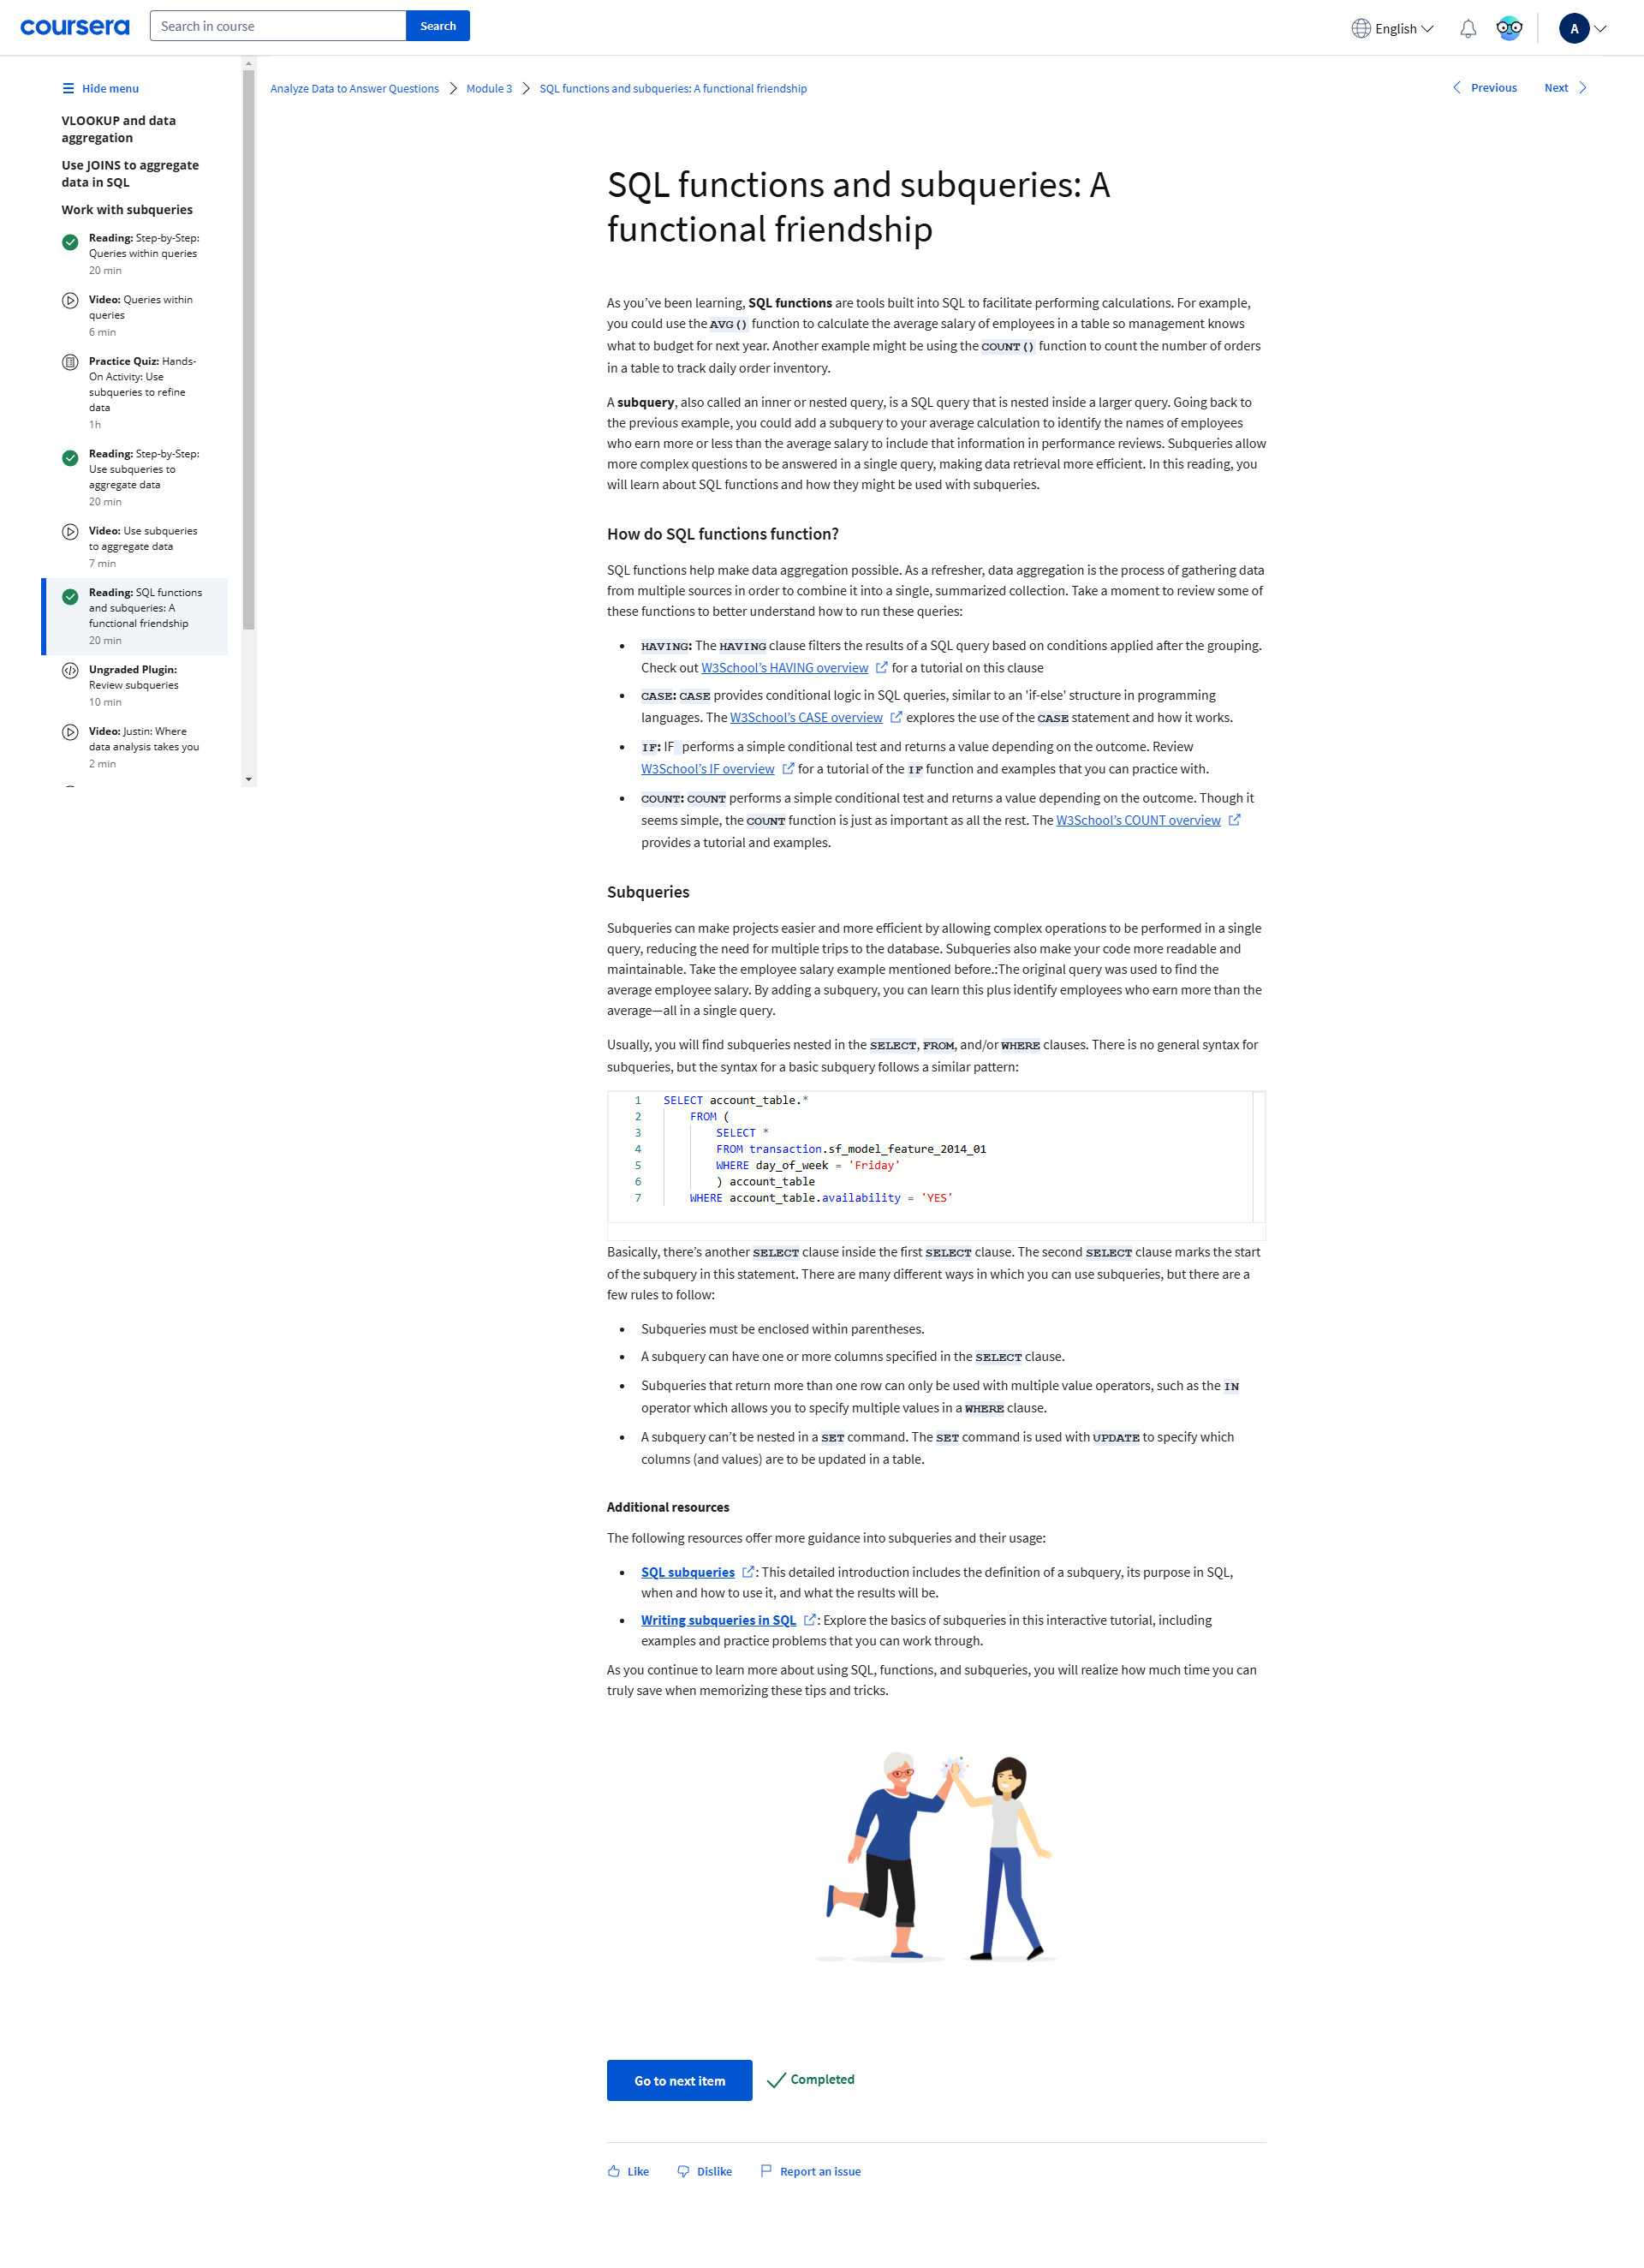 coursera
Search in course
Search
English
A
Hide menu
VLOOKUP and data
aggregation
Use JOINS to aggregate
data in SQL
Work with subqueries
Reading: Step-by-Step:
Queries within queries
20 min
Video: Queries within
queries
6 min
Practice Quiz: Hands-
On Activity: Use
subqueries to refine
data
1h
Reading: Step-by-Step:
Use subqueries to
aggregate data
20 min
Video: Use subqueries
to aggregate data
7 min
Reading: SQL functions
and subqueries: A
functional friendship
20 min
Ungraded Plugin:
Review subqueries
10 min
Video: Justin: Where
data analysis takes you
2 min
Analyze Data to Answer Questions > Module 3 > SQL functions and subqueries: A functional friendship
Previous
Next
SQL functions and subqueries: A
functional friendship
As you’ve been learning, SQL functions are tools built into SQL to facilitate performing calculations. For example,
you could use the AVG() function to calculate the average salary of employees in a table so management knows
what to budget for next year. Another example might be using the COUNT() function to count the number of orders
in a table to track daily order inventory.
A subquery, also called an inner or nested query, is a SQL query that is nested inside a larger query. Going back to
the previous example, you could add a subquery to your average calculation to identify the names of employees
who earn more or less than the average salary to include that information in performance reviews. Subqueries allow
more complex questions to be answered in a single query, making data retrieval more efficient. In this reading, you
will learn about SQL functions and how they might be used with subqueries.
How do SQL functions function?
SQL functions help make data aggregation possible. As a refresher, data aggregation is the process of gathering data
from multiple sources in order to combine it into a single, summarized collection. Take a moment to review some of
these functions to better understand how to run these queries:
• HAVING: The HAVING clause filters the results of a SQL query based on conditions applied after the grouping.
Check out W3School’s HAVING overview for a tutorial on this clause
• CASE: CASE provides conditional logic in SQL queries, similar to an 'if-else' structure in programming
languages. The W3School’s CASE overview explores the use of the CASE statement and how it works.
• IF: IF performs a simple conditional test and returns a value depending on the outcome. Review
W3School’s IF overview for a tutorial of the IF function and examples that you can practice with.
• COUNT: COUNT performs a simple conditional test and returns a value depending on the outcome. Though it
seems simple, the COUNT function is just as important as all the rest. The W3School’s COUNT overview
provides a tutorial and examples.
Subqueries
Subqueries can make projects easier and more efficient by allowing complex operations to be performed in a single
query, reducing the need for multiple trips to the database. Subqueries also make your code more readable and
maintainable. Take the employee salary example mentioned before.:The original query was used to find the
average employee salary. By adding a subquery, you can learn this plus identify employees who earn more than the
average—all in a single query.
Usually, you will find subqueries nested in the SELECT, FROM, and/or WHERE clauses. There is no general syntax for
subqueries, but the syntax for a basic subquery follows a similar pattern:
1 SELECT account_table.*
2 FROM (
3 SELECT *
4 FROM transaction.sf_model_feature_2014_01
5 WHERE day_of_week = 'Friday'
6 ) account_table
7 WHERE account_table.availability = 'YES'
Basically, there’s another SELECT clause inside the first SELECT clause. The second SELECT clause marks the start
of the subquery in this statement. There are many different ways in which you can use subqueries, but there are a
few rules to follow:
• Subqueries must be enclosed within parentheses.
• A subquery can have one or more columns specified in the SELECT clause.
• Subqueries that return more than one row can only be used with multiple value operators, such as the IN
operator which allows you to specify multiple values in a WHERE clause.
• A subquery can’t be nested in a SET command. The SET command is used with UPDATE to specify which
columns (and values) are to be updated in a table.
Additional resources
The following resources offer more guidance into subqueries and their usage:
• SQL subqueries : This detailed introduction includes the definition of a subquery, its purpose in SQL,
when and how to use it, and what the results will be.
• Writing subqueries in SQL : Explore the basics of subqueries in this interactive tutorial, including
examples and practice problems that you can work through.
As you continue to learn more about using SQL, functions, and subqueries, you will realize how much time you can
truly save when memorizing these tips and tricks.
Go to next item
Completed
Like
Dislike
Report an issue